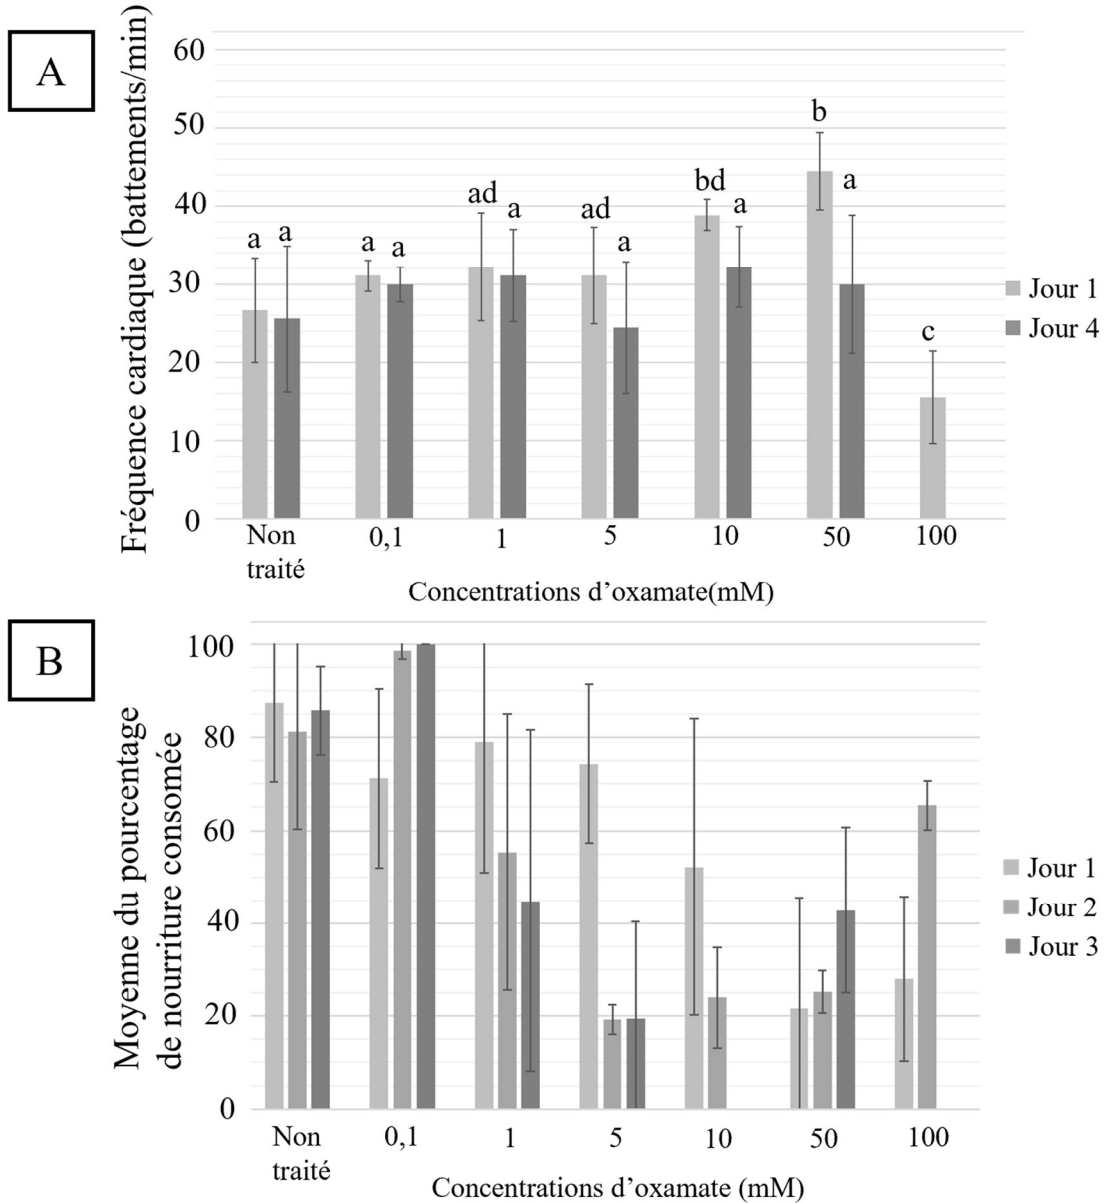 A
Fréquence cardiaque (battements/min)
60
50
40
30
20
10
0
a
a
a
a
ad
a
ad
a
bd
a
b
a
c
Jour 1
Jour 4
Non
traité
0,1
1
5
10
50
100
Concentrations d’oxamate(mM)
B
Moyenne du pourcentage
de nourriture consomée
100
80
60
40
20
0
Jour 1
Jour 2
Jour 3
Non
traité
0,1
1
5
10
50
100
Concentrations d’oxamate (mM)